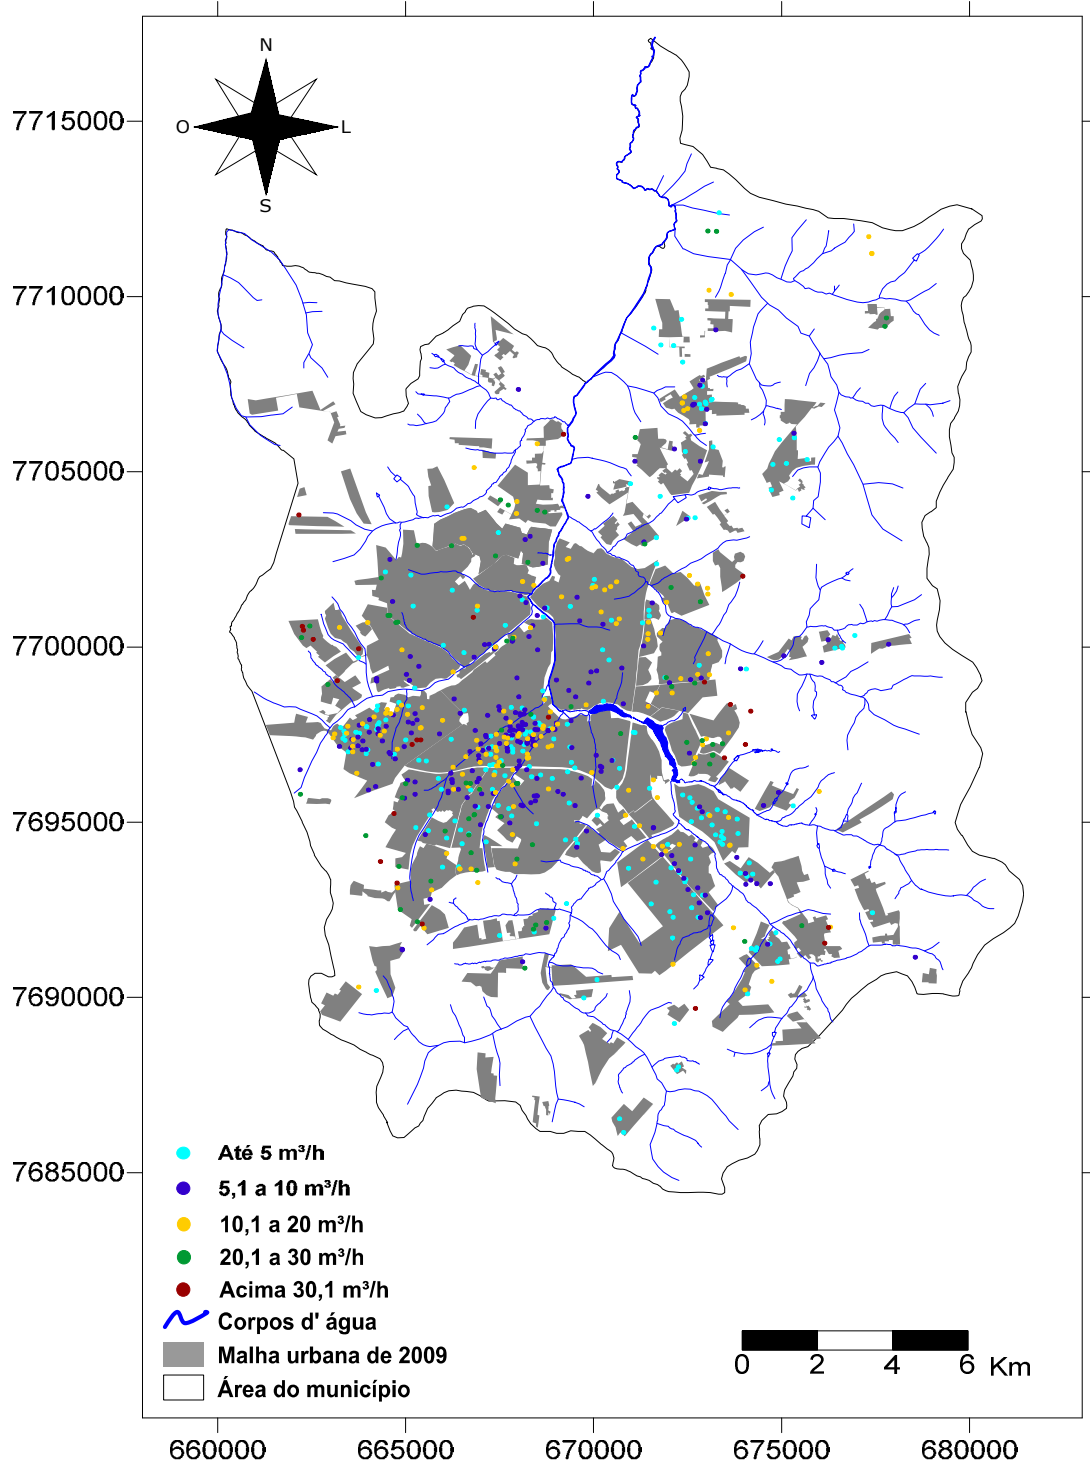 N
O
L
S
7715000
7710000
7705000
7700000
7695000
7690000
7685000
Até 5 m³/h
5,1 a 10 m³/h
10,1 a 20 m³/h
20,1 a 30 m³/h
Acima 30,1 m³/h
Corpos d' água
Malha urbana de 2009
Área do município
0 2 4 6 Km
660000 665000 670000 675000 680000